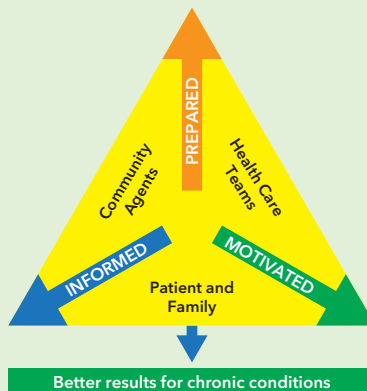 PREPARED
Community
Agents
Health Care
Teams
INFORMED
MOTIVATED
Patient and
Family
Better results for chronic conditions